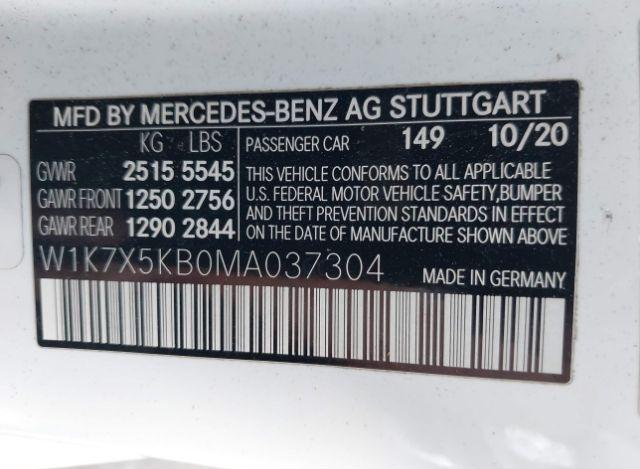 MFD BY MERCEDES-BENZ AG STUTTGART
KG LBS
GVWR 2515 5545
GAWR FRONT 1250 2756
GAWR REAR 1290 2844
PASSENGER CAR 149 10/20
THIS VEHICLE CONFORMS TO ALL APPLICABLE
U.S. FEDERAL MOTOR VEHICLE SAFETY,BUMPER
AND THEFT PREVENTION STANDARDS IN EFFECT
ON THE DATE OF MANUFACTURE SHOWN ABOVE
W1K7X5KB0MA037304
MADE IN GERMANY